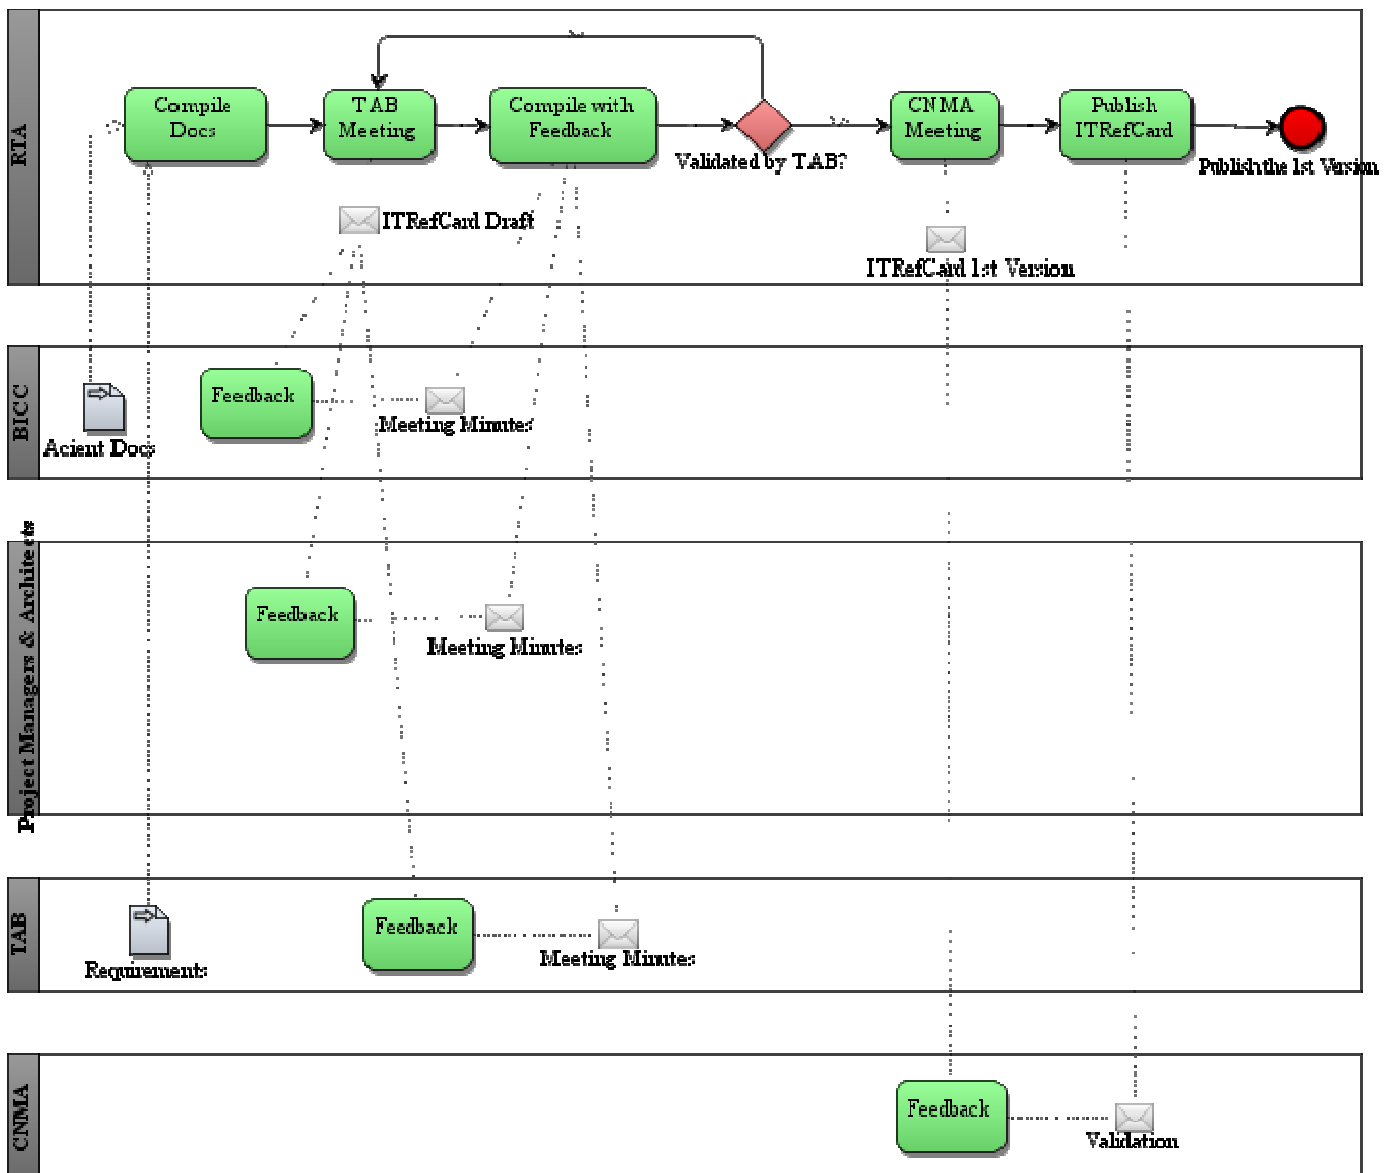 RTA
Compile
Docs
TAB
Meeting
Compile with
Feedback
Validated by TAB?
CNMA
Meeting
Publish
ITRefCard
Publish the 1st Version
ITRefCard Draft
ITRefCard 1st Version
BICC
Acient Docs
Feedback
Meeting Minutes
Project Managers & Architects
Feedback
Meeting Minutes
TAB
Requirements
Feedback
Meeting Minutes
CNMA
Feedback
Validation